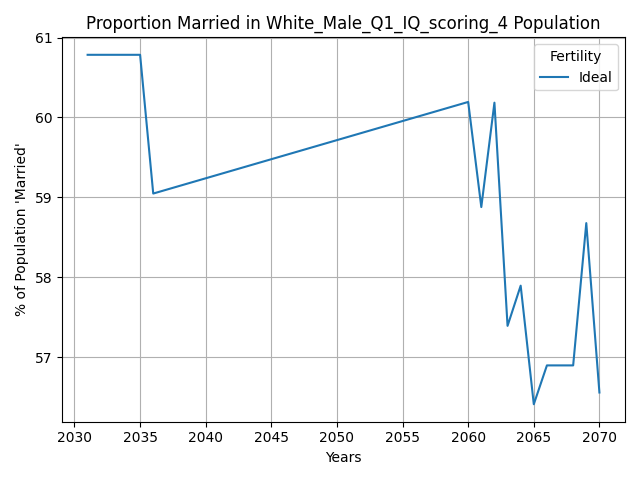 Proportion Married in White_Male_Q1_IQ_scoring_4 Population
61
60
59
58
57
% of Population 'Married'
Fertility
Ideal
2030 2035 2040 2045 2050 2055 2060 2065 2070
Years